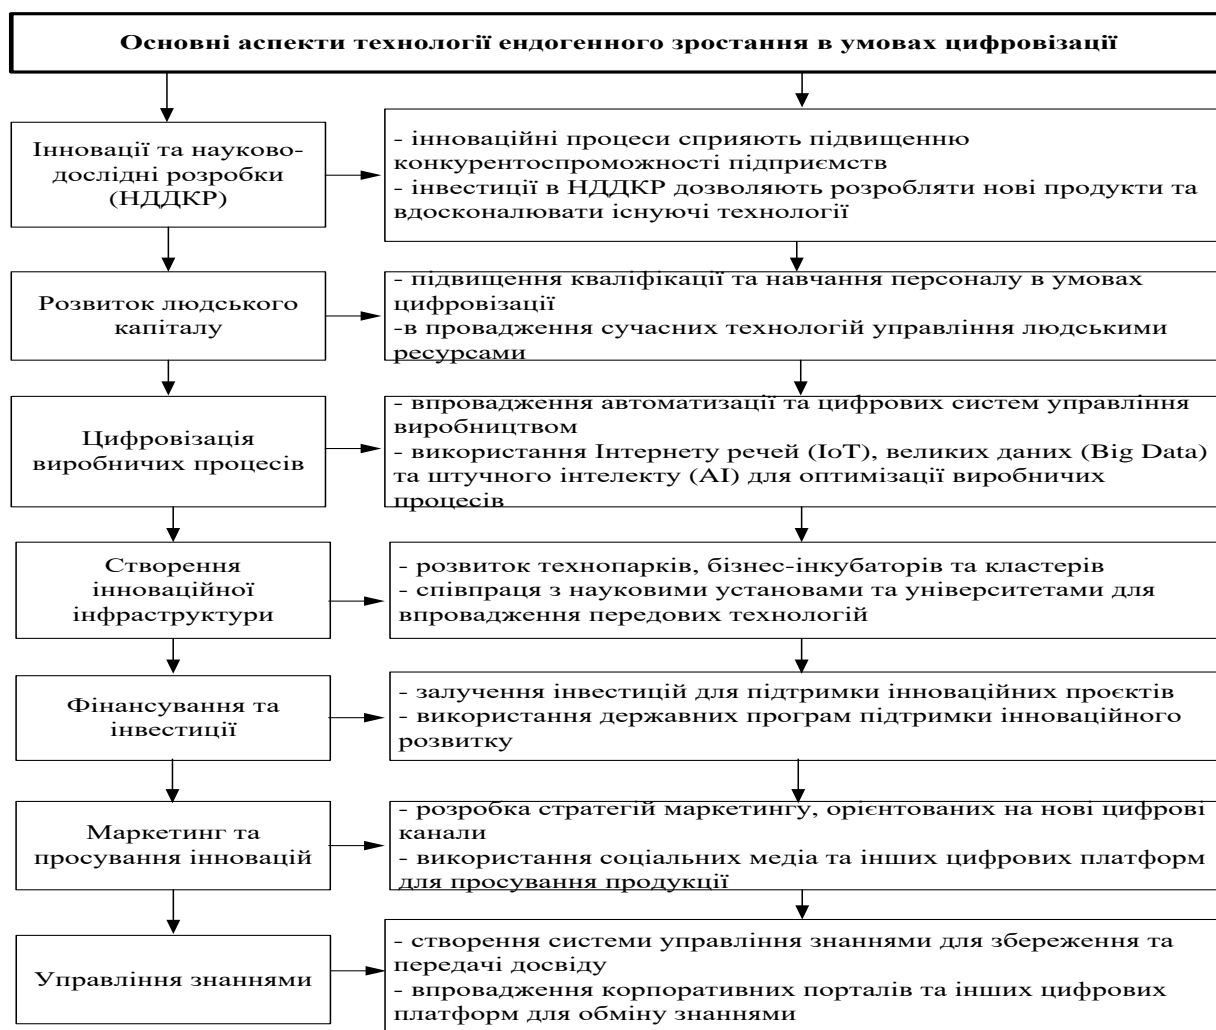 Основні аспекти технології ендогенного зростання в умовах цифровізації
Інновації та науково-
дослідні розробки
(НДДКР)
- інноваційні процеси сприяють підвищенню
конкурентоспроможності підприємств
- інвестиції в НДДКР дозволяють розробляти нові продукти та
вдосконалювати існуючі технології
Розвиток людського
капіталу
- підвищення кваліфікації та навчання персоналу в умовах
цифровізації
-в провадження сучасних технологій управління людськими
ресурсами
Цифровізація
виробничих процесів
- впровадження автоматизації та цифрових систем управління
виробництвом
- використання Інтернету речей (IoT), великих даних (Big Data)
та штучного інтелекту (AI) для оптимізації виробничих
процесів
Створення
інноваційної
інфраструктури
- розвиток технопарків, бізнес-інкубаторів та кластерів
- співпраця з науковими установами та університетами для
впровадження передових технологій
Фінансування та
інвестиції
- залучення інвестицій для підтримки інноваційних проєктів
- використання державних програм підтримки інноваційного
розвитку
Маркетинг та
просування інновацій
- розробка стратегій маркетингу, орієнтованих на нові цифрові
канали
- використання соціальних медіа та інших цифрових платформ
для просування продукції
Управління знаннями
- створення системи управління знаннями для збереження та
передачі досвіду
- впровадження корпоративних порталів та інших цифрових
платформ для обміну знаннями